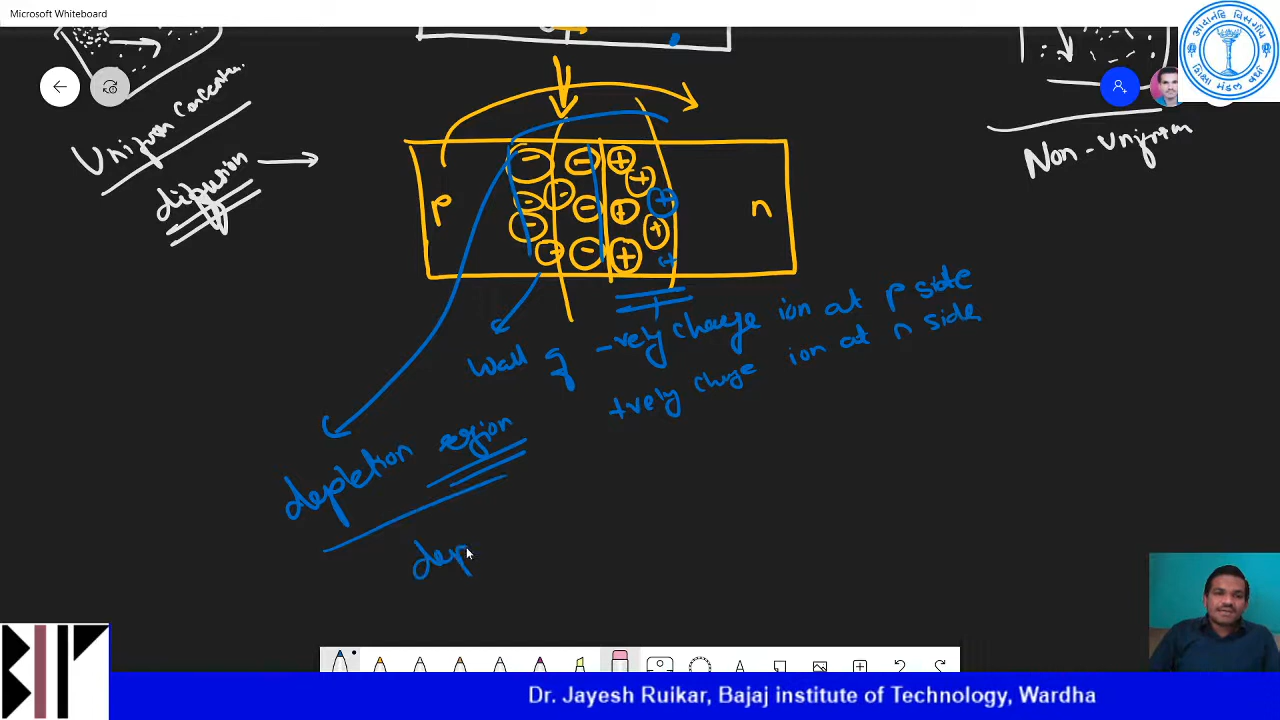 Microsoft Whiteboard
Uniform Concentra.
diffusion
Non-Uniform
p
n
Wall of -vely charge ion at p side
+vely charge ion at n side
depletion region
dep
Dr. Jayesh Ruikar, Bajaj institute of Technology, Wardha